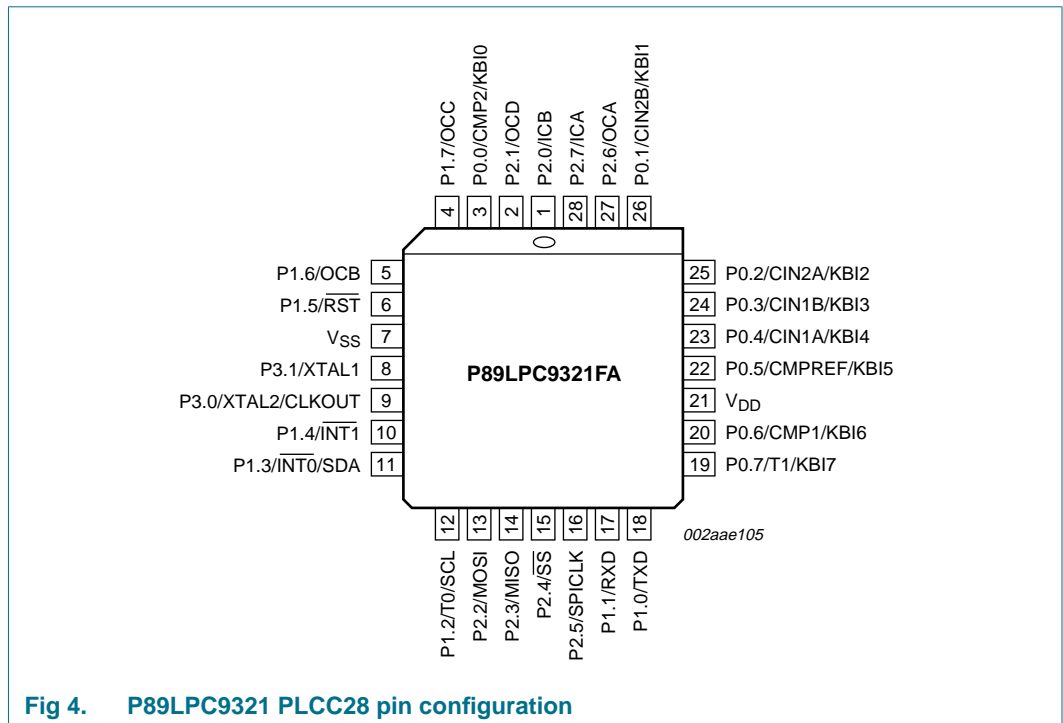 P1.7/OCC
P0.0/CMP2/KBI0
P2.1/OCD
P2.0/ICB
P2.7/ICA
P2.6/OCA
P0.1/CIN2B/KBI1
4
3
2
1
28
27
26
P1.6/OCB 5
P1.5/R̅S̅T̅ 6
VSS 7
P3.1/XTAL1 8
P3.0/XTAL2/CLKOUT 9
P1.4/I̅N̅T̅1̅ 10
P1.3/I̅N̅T̅0̅/SDA 11
P89LPC9321FA
25 P0.2/CIN2A/KBI2
24 P0.3/CIN1B/KBI3
23 P0.4/CIN1A/KBI4
22 P0.5/CMPREF/KBI5
21 VDD
20 P0.6/CMP1/KBI6
19 P0.7/T1/KBI7
12
13
14
15
16
17
18
P1.2/T0/SCL
P2.2/MOSI
P2.3/MISO
P2.4/S̅S̅
P2.5/SPICLK
P1.1/RXD
P1.0/TXD
002aae105
Fig 4. P89LPC9321 PLCC28 pin configuration